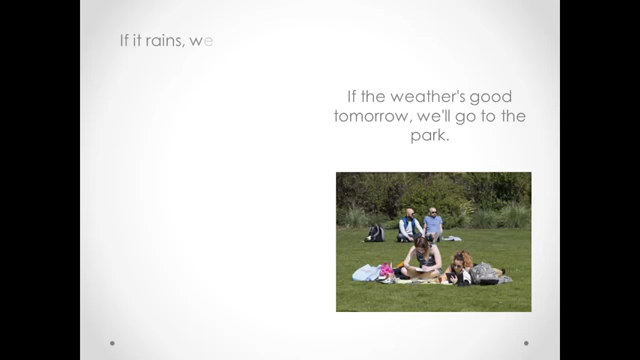 If it rains, we
If the weather's good
tomorrow, we'll go to the
park.